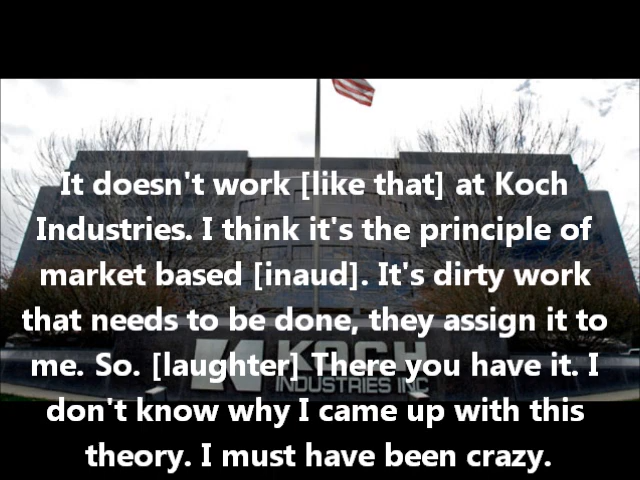 It doesn't work [like that] at Koch
Industries. I think it's the principle of
market based [inaud]. It's dirty work
that needs to be done, they assign it to
me. So. [laughter] There you have it. I
don't know why I came up with this
theory. I must have been crazy.
KOCH
INDUSTRIES INC